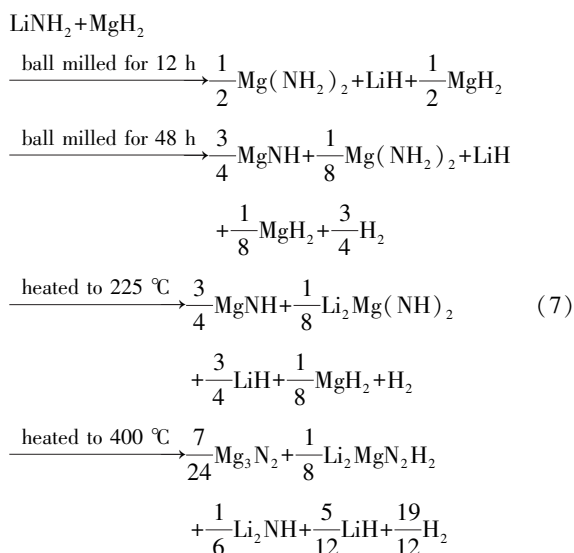 LiNH₂+MgH₂
ball milled for 12 h → 1/2 Mg(NH₂)₂+LiH+1/2 MgH₂
ball milled for 48 h → 3/4 MgNH+1/8 Mg(NH₂)₂+LiH
+1/8 MgH₂+3/4 H₂
heated to 225 ℃ → 3/4 MgNH+1/8 Li₂Mg(NH)₂ (7)
+3/4 LiH+1/8 MgH₂+H₂
heated to 400 ℃ → 7/24 Mg₃N₂+1/8 Li₂MgN₂H₂
+1/6 Li₂NH+5/12 LiH+19/12 H₂